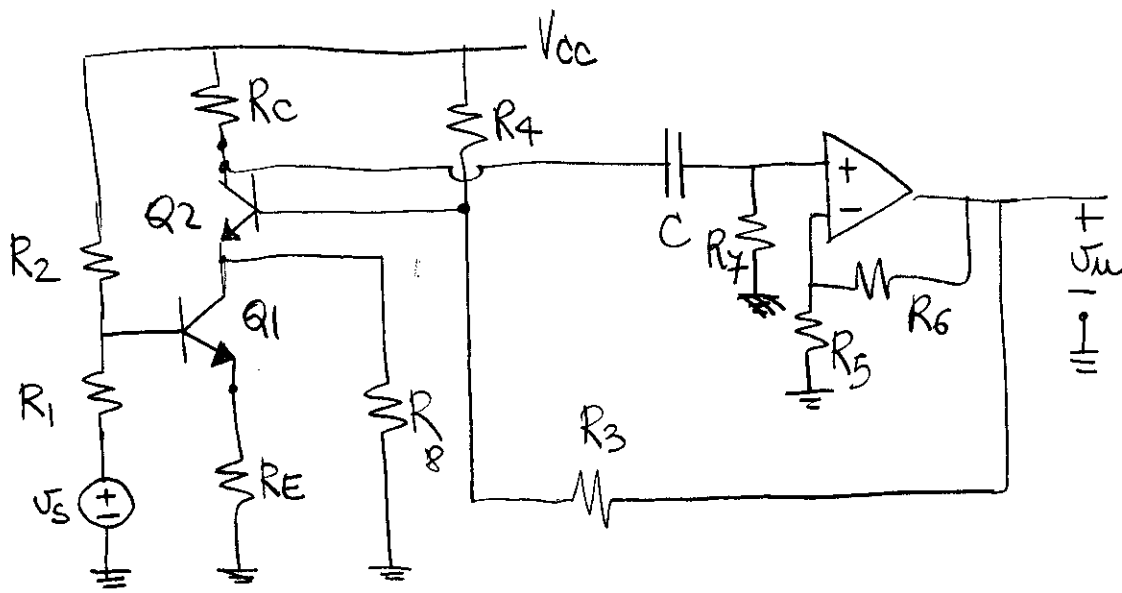 Vcc
Rc
R4
Q2
R2
C
R7
+
−
+
vu
−
Q1
R6
R1
R5
R8
R3
RE
vs
+
−